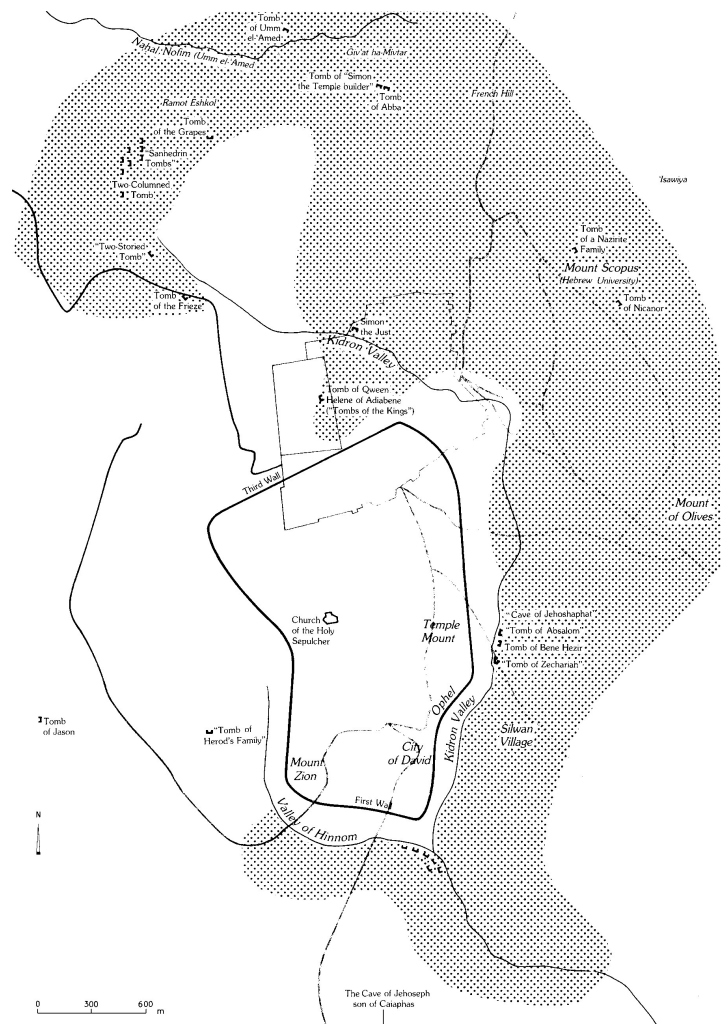 Tomb
of Umm
el-'Amed
Nahal Nofim (Umm el-'Amed
Giv'at ha-Mivtar
Tomb of "Simon
the Temple builder"
Tomb
of Abba
French Hill
Ramot Eshkol
Tomb
of the Grapes
"Sanhedrin
Tombs"
Two-Columned
Tomb
'Isawiya
Tomb
of a Nazirite
Family
Mount Scopus
(Hebrew University)
Tomb
of Nicanor
"Two-Storied
Tomb"
Tomb
of the Frieze
Simon
the Just
Kidron Valley
Tomb of Qween
Helene of Adiabene
("Tombs of the Kings")
Third Wall
Mount
of Olives
Church
of the Holy
Sepulcher
Temple
Mount
"Cave of Jehoshaphat"
"Tomb of Absalom"
Tomb of Bene Hezir
"Tomb of Zechariah"
Ophel
Kidron Valley
Silwan
Village
Tomb
of Jason
"Tomb of
Herod's Family"
Mount
Zion
City
of David
First Wall
Valley of Hinnom
N
0 300 600 m
The Cave of Jehoseph
son of Caiaphas